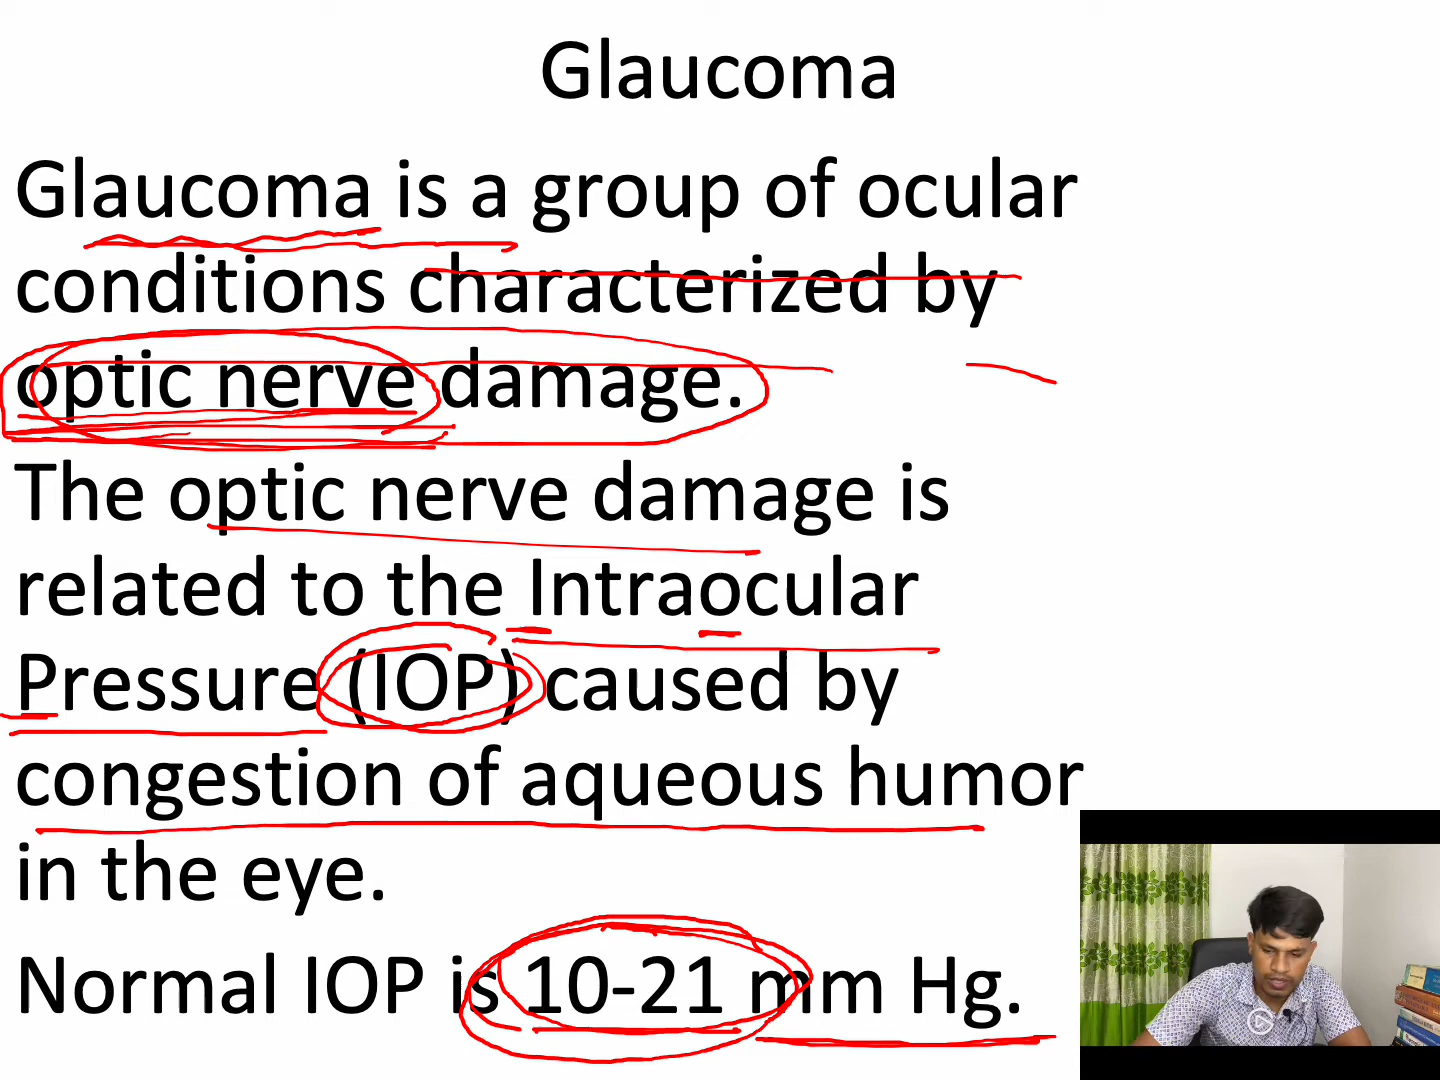 Glaucoma
Glaucoma is a group of ocular
conditions characterized by
optic nerve damage.
The optic nerve damage is
related to the Intraocular
Pressure (IOP) caused by
congestion of aqueous humor
in the eye.
Normal IOP is 10-21 mm Hg.